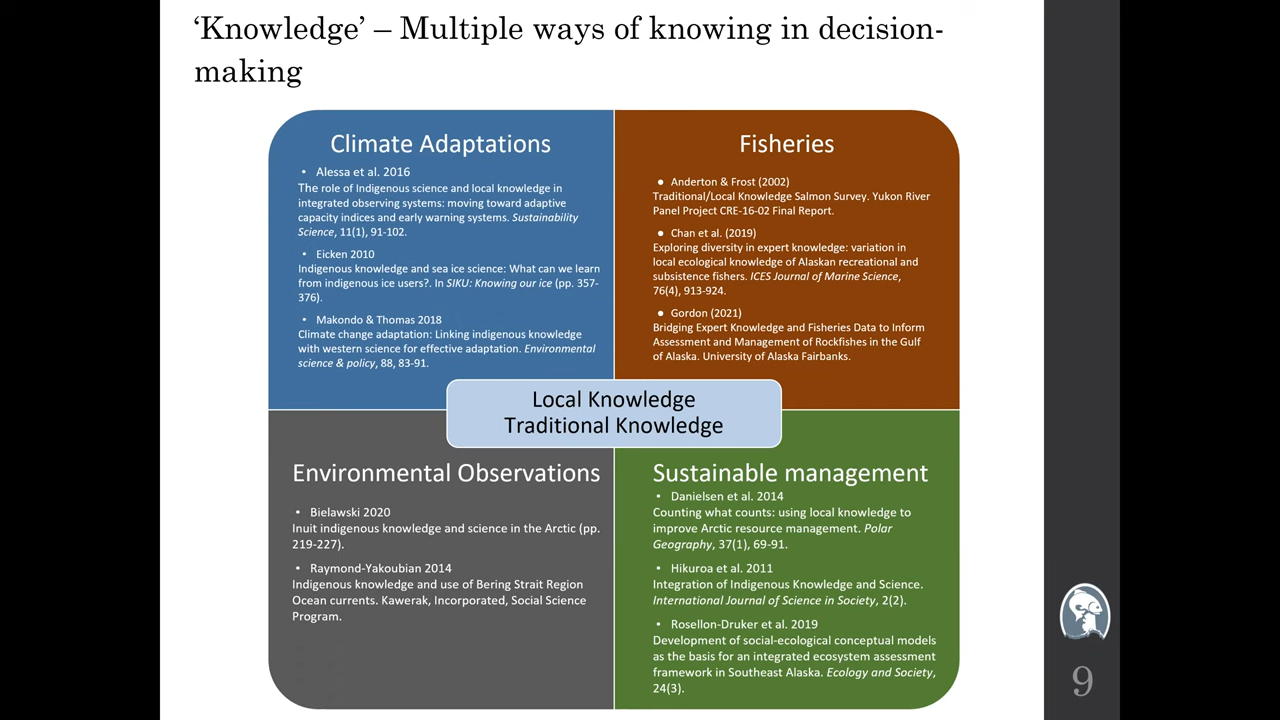 ‘Knowledge’ – Multiple ways of knowing in decision-
making
Climate Adaptations
• Alessa et al. 2016
The role of Indigenous science and local knowledge in
integrated observing systems: moving toward adaptive
capacity indices and early warning systems. Sustainability
Science, 11(1), 91-102.
• Eicken 2010
Indigenous knowledge and sea ice science: What can we learn
from indigenous ice users?. In SIKU: Knowing our ice (pp. 357-
376).
• Makondo & Thomas 2018
Climate change adaptation: Linking indigenous knowledge
with western science for effective adaptation. Environmental
science & policy, 88, 83-91.
Fisheries
● Anderton & Frost (2002)
Traditional/Local Knowledge Salmon Survey. Yukon River
Panel Project CRE-16-02 Final Report.
● Chan et al. (2019)
Exploring diversity in expert knowledge: variation in
local ecological knowledge of Alaskan recreational and
subsistence fishers. ICES Journal of Marine Science,
76(4), 913-924.
● Gordon (2021)
Bridging Expert Knowledge and Fisheries Data to Inform
Assessment and Management of Rockfishes in the Gulf
of Alaska. University of Alaska Fairbanks.
Local Knowledge
Traditional Knowledge
Environmental Observations
• Bielawski 2020
Inuit indigenous knowledge and science in the Arctic (pp.
219-227).
• Raymond-Yakoubian 2014
Indigenous knowledge and use of Bering Strait Region
Ocean currents. Kawerak, Incorporated, Social Science
Program.
Sustainable management
• Danielsen et al. 2014
Counting what counts: using local knowledge to
improve Arctic resource management. Polar
Geography, 37(1), 69-91.
• Hikuroa et al. 2011
Integration of Indigenous Knowledge and Science.
International Journal of Science in Society, 2(2).
• Rosellon-Druker et al. 2019
Development of social-ecological conceptual models
as the basis for an integrated ecosystem assessment
framework in Southeast Alaska. Ecology and Society,
24(3).
9